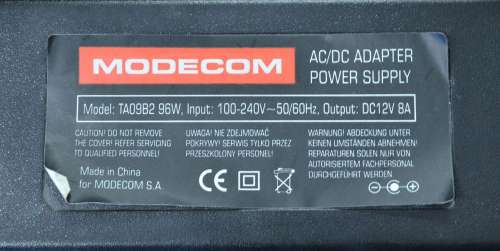 MODECOM
AC/DC ADAPTER
POWER SUPPLY
Model: TA09B2 96W, Input: 100-240V~50/60Hz, Output: DC12V 8A
CAUTION! DO NOT REMOVE
THE COVER! REFER SERVICING
TO QUALIFIED PERSONNEL!
UWAGA! NIE ZDEJMOWAĆ
POKRYWY! SERWIS TYLKO PRZEZ
PRZESZKOLONY PERSONEL!
WARNUNG! ABDECKUNG UNTER
KEINEN UMSTÄNDEN ABNEHMEN!
REPARATUREN SOLEN NUR VON
AUTORISIERTEM FACHPERSONAL
DURCHGEFÜHRT WERDEN
Made in China
for MODECOM S.A.
CE